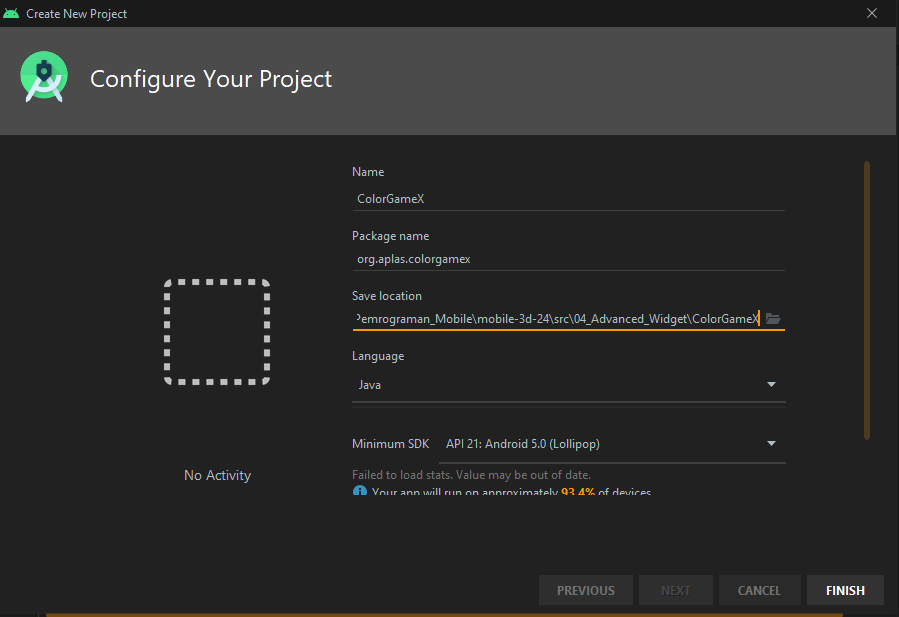 Create New Project
Configure Your Project
Name
ColorGameX
Package name
org.aplas.colorgamex
Save location
Pemrograman_Mobile\mobile-3d-24\src\04_Advanced_Widget\ColorGameX
Language
Java
Minimum SDK API 21: Android 5.0 (Lollipop)
No Activity
Failed to load stats. Value may be out of date.
Your app will run on approximately 93.4% of devices
PREVIOUS NEXT CANCEL FINISH